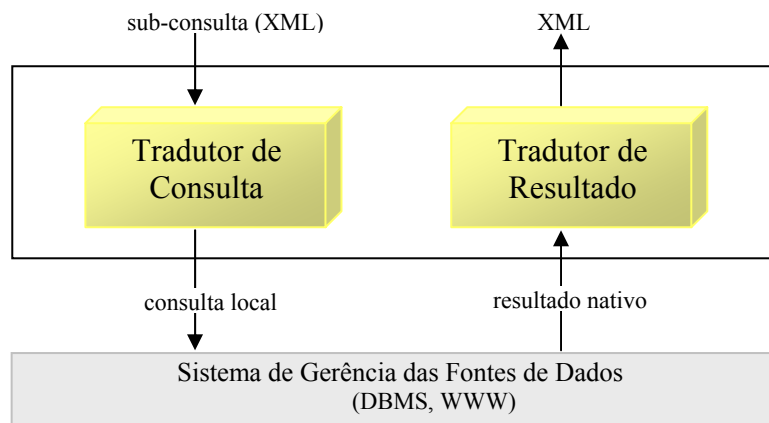 sub-consulta (XML)
XML
Tradutor de
Consulta
Tradutor de
Resultado
consulta local
resultado nativo
Sistema de Gerência das Fontes de Dados
(DBMS, WWW)